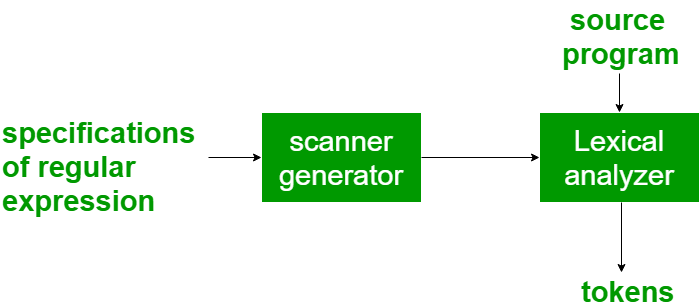 source
program
specifications
of regular
expression
scanner
generator
Lexical
analyzer
tokens